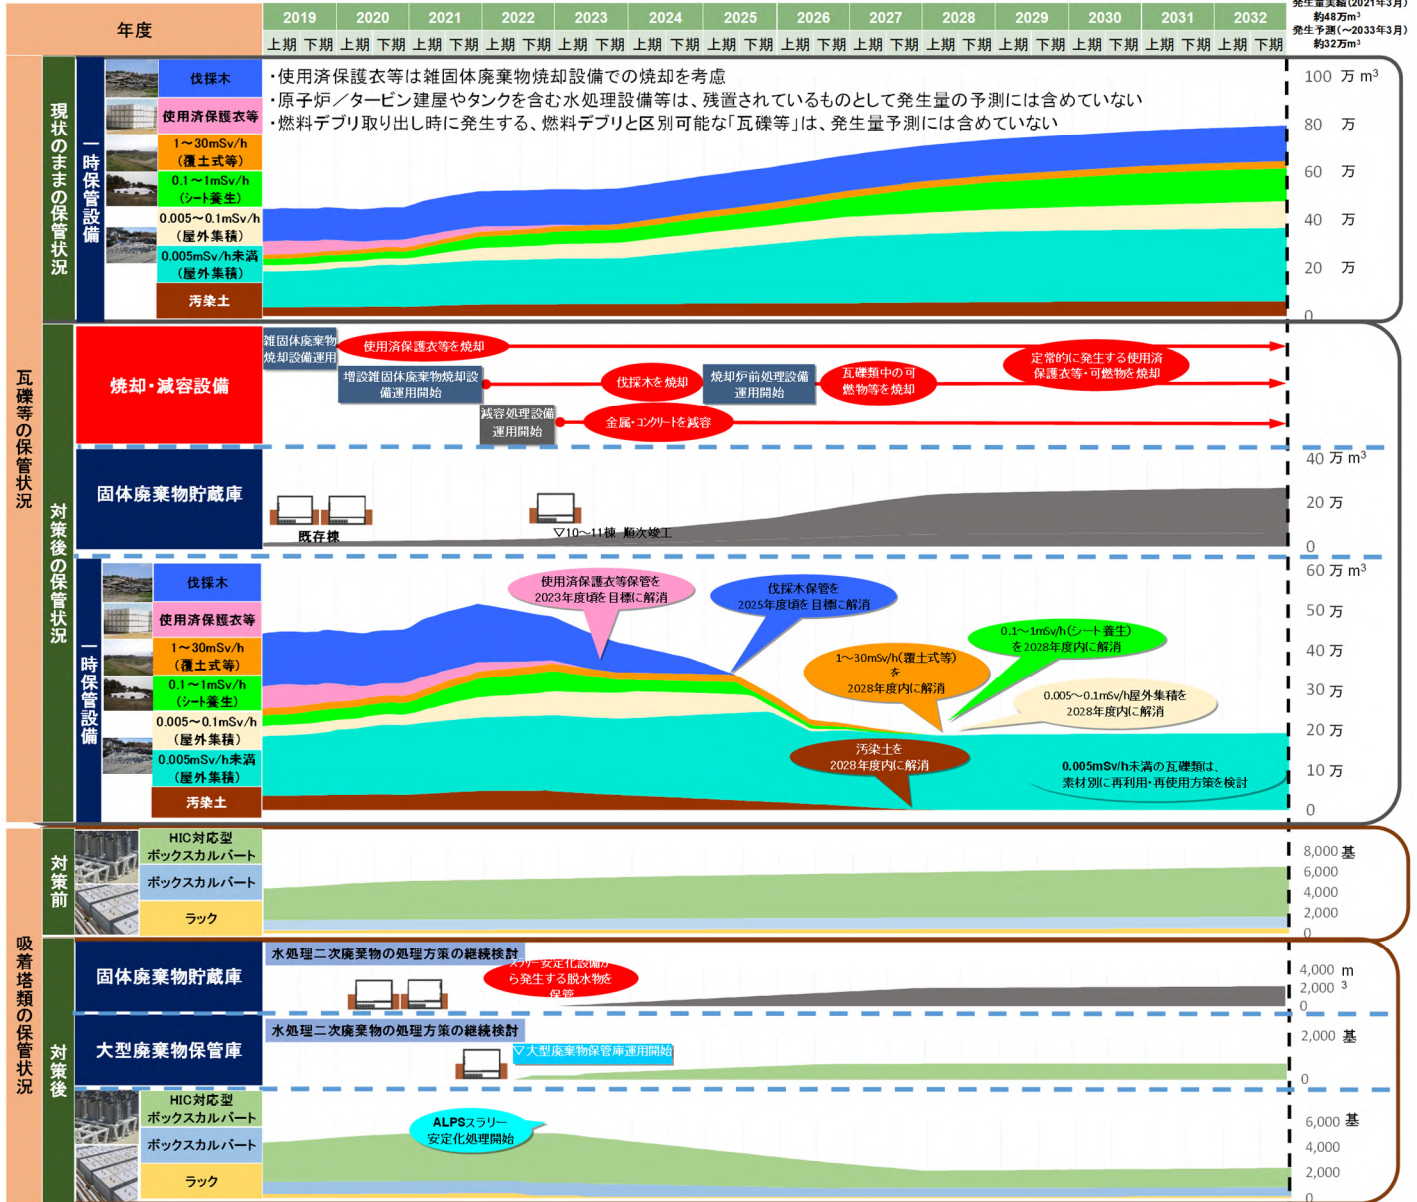 年度
2019 2020 2021 2022 2023 2024 2025 2026 2027 2028 2029 2030 2031 2032
上期 下期 上期 下期 上期 下期 上期 下期 上期 下期 上期 下期 上期 下期 上期 下期 上期 下期 上期 下期 上期 下期 上期 下期 上期 下期 上期 下期
発生量実績(2021年3月)
約48万m³
発生予測(～2033年3月)
約32万m³
瓦礫等の保管状況
現状のままの保管状況
一時保管設備
伐採木
使用済保護衣等
1～30mSv/h
(覆土式等)
0.1～1mSv/h
(シート養生)
0.005～0.1mSv/h
(屋外集積)
0.005mSv/h未満
(屋外集積)
汚染土
・使用済保護衣等は雑固体廃棄物焼却設備での焼却を考慮
・原子炉／タービン建屋やタンクを含む水処理設備等は、残置されているものとして発生量の予測には含めていない
・燃料デブリ取り出し時に発生する、燃料デブリと区別可能な「瓦礫等」は、発生量予測には含めていない
100 万 m³
80 万
60 万
40 万
20 万
0
対策後の保管状況
焼却・減容設備
雑固体廃棄物
焼却設備運用
使用済保護衣等を焼却
増設雑固体廃棄物焼却設
備運用開始
伐採木を焼却
焼却炉前処理設備
運用開始
瓦礫類中の可
燃物等を焼却
定常的に発生する使用済
保護衣等・可燃物を焼却
減容処理設備
運用開始
金属・コンクリートを減容
固体廃棄物貯蔵庫
既存棟
▽10～11棟 順次竣工
40 万 m³
20 万
0
一時保管設備
伐採木
使用済保護衣等
1～30mSv/h
(覆土式等)
0.1～1mSv/h
(シート養生)
0.005～0.1mSv/h
(屋外集積)
0.005mSv/h未満
(屋外集積)
汚染土
使用済保護衣等保管を
2023年度頃を目標に解消
伐採木保管を
2025年度頃を目標に解消
1～30mSv/h(覆土式等)
を
2028年度内に解消
0.1～1mSv/h(シート養生)
を2028年度内に解消
0.005～0.1mSv/h屋外集積を
2028年度内に解消
汚染土を
2028年度内に解消
0.005mSv/h未満の瓦礫類は、
素材別に再利用・再使用方策を検討
60 万 m³
50 万
40 万
30 万
20 万
10 万
0
吸着塔類の保管状況
対策前
HIC対応型
ボックスカルバート
ボックスカルバート
ラック
8,000 基
6,000
4,000
2,000
0
対策後
固体廃棄物貯蔵庫
水処理二次廃棄物の処理方策の継続検討
スラリー安定化設備か
ら発生する脱水物を
保管
4,000 m
3
2,000
0
大型廃棄物保管庫
水処理二次廃棄物の処理方策の継続検討
▽大型廃棄物保管庫運用開始
2,000 基
0
HIC対応型
ボックスカルバート
ボックスカルバート
ラック
ALPSスラリー
安定化処理開始
6,000 基
4,000
2,000
0